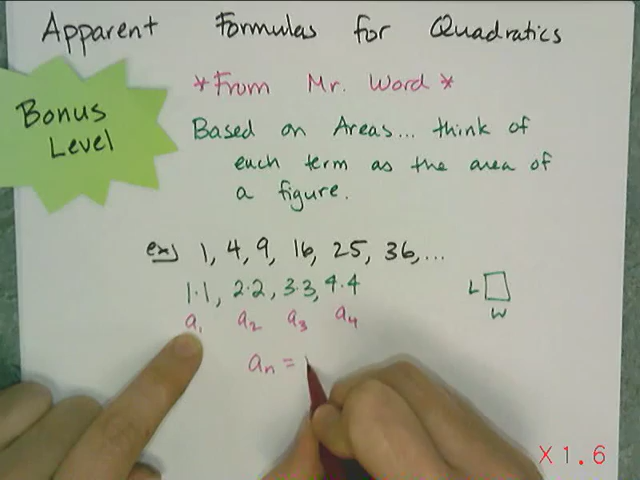 Apparent Formulas for Quadratics
*From Mr. Word*
Bonus
Level
Based on Areas... think of
each term as the area of
a figure.
ex) 1, 4, 9, 16, 25, 36, ...
1·1, 2·2, 3·3, 4·4
a₁ a₂ a₃ a₄
L
W
aₙ =
X1.6